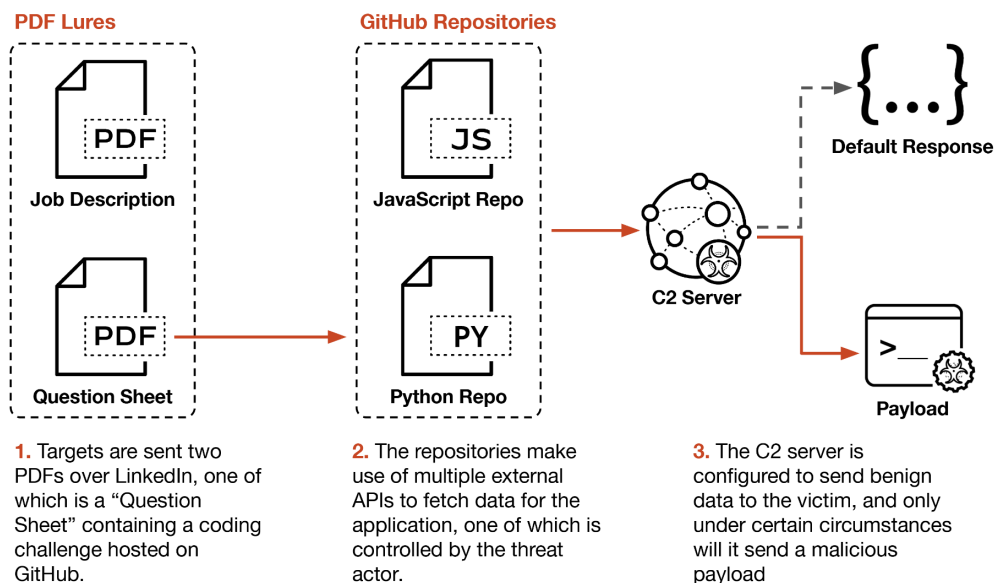 PDF Lures
GitHub Repositories
PDF
Job Description
PDF
Question Sheet
JS
JavaScript Repo
PY
Python Repo
C2 Server
{...}
Default Response
>_
Payload
1. Targets are sent two
PDFs over LinkedIn, one of
which is a “Question
Sheet” containing a coding
challenge hosted on
GitHub.
2. The repositories make
use of multiple external
APIs to fetch data for the
application, one of which is
controlled by the threat
actor.
3. The C2 server is
configured to send benign
data to the victim, and only
under certain circumstances
will it send a malicious
payload